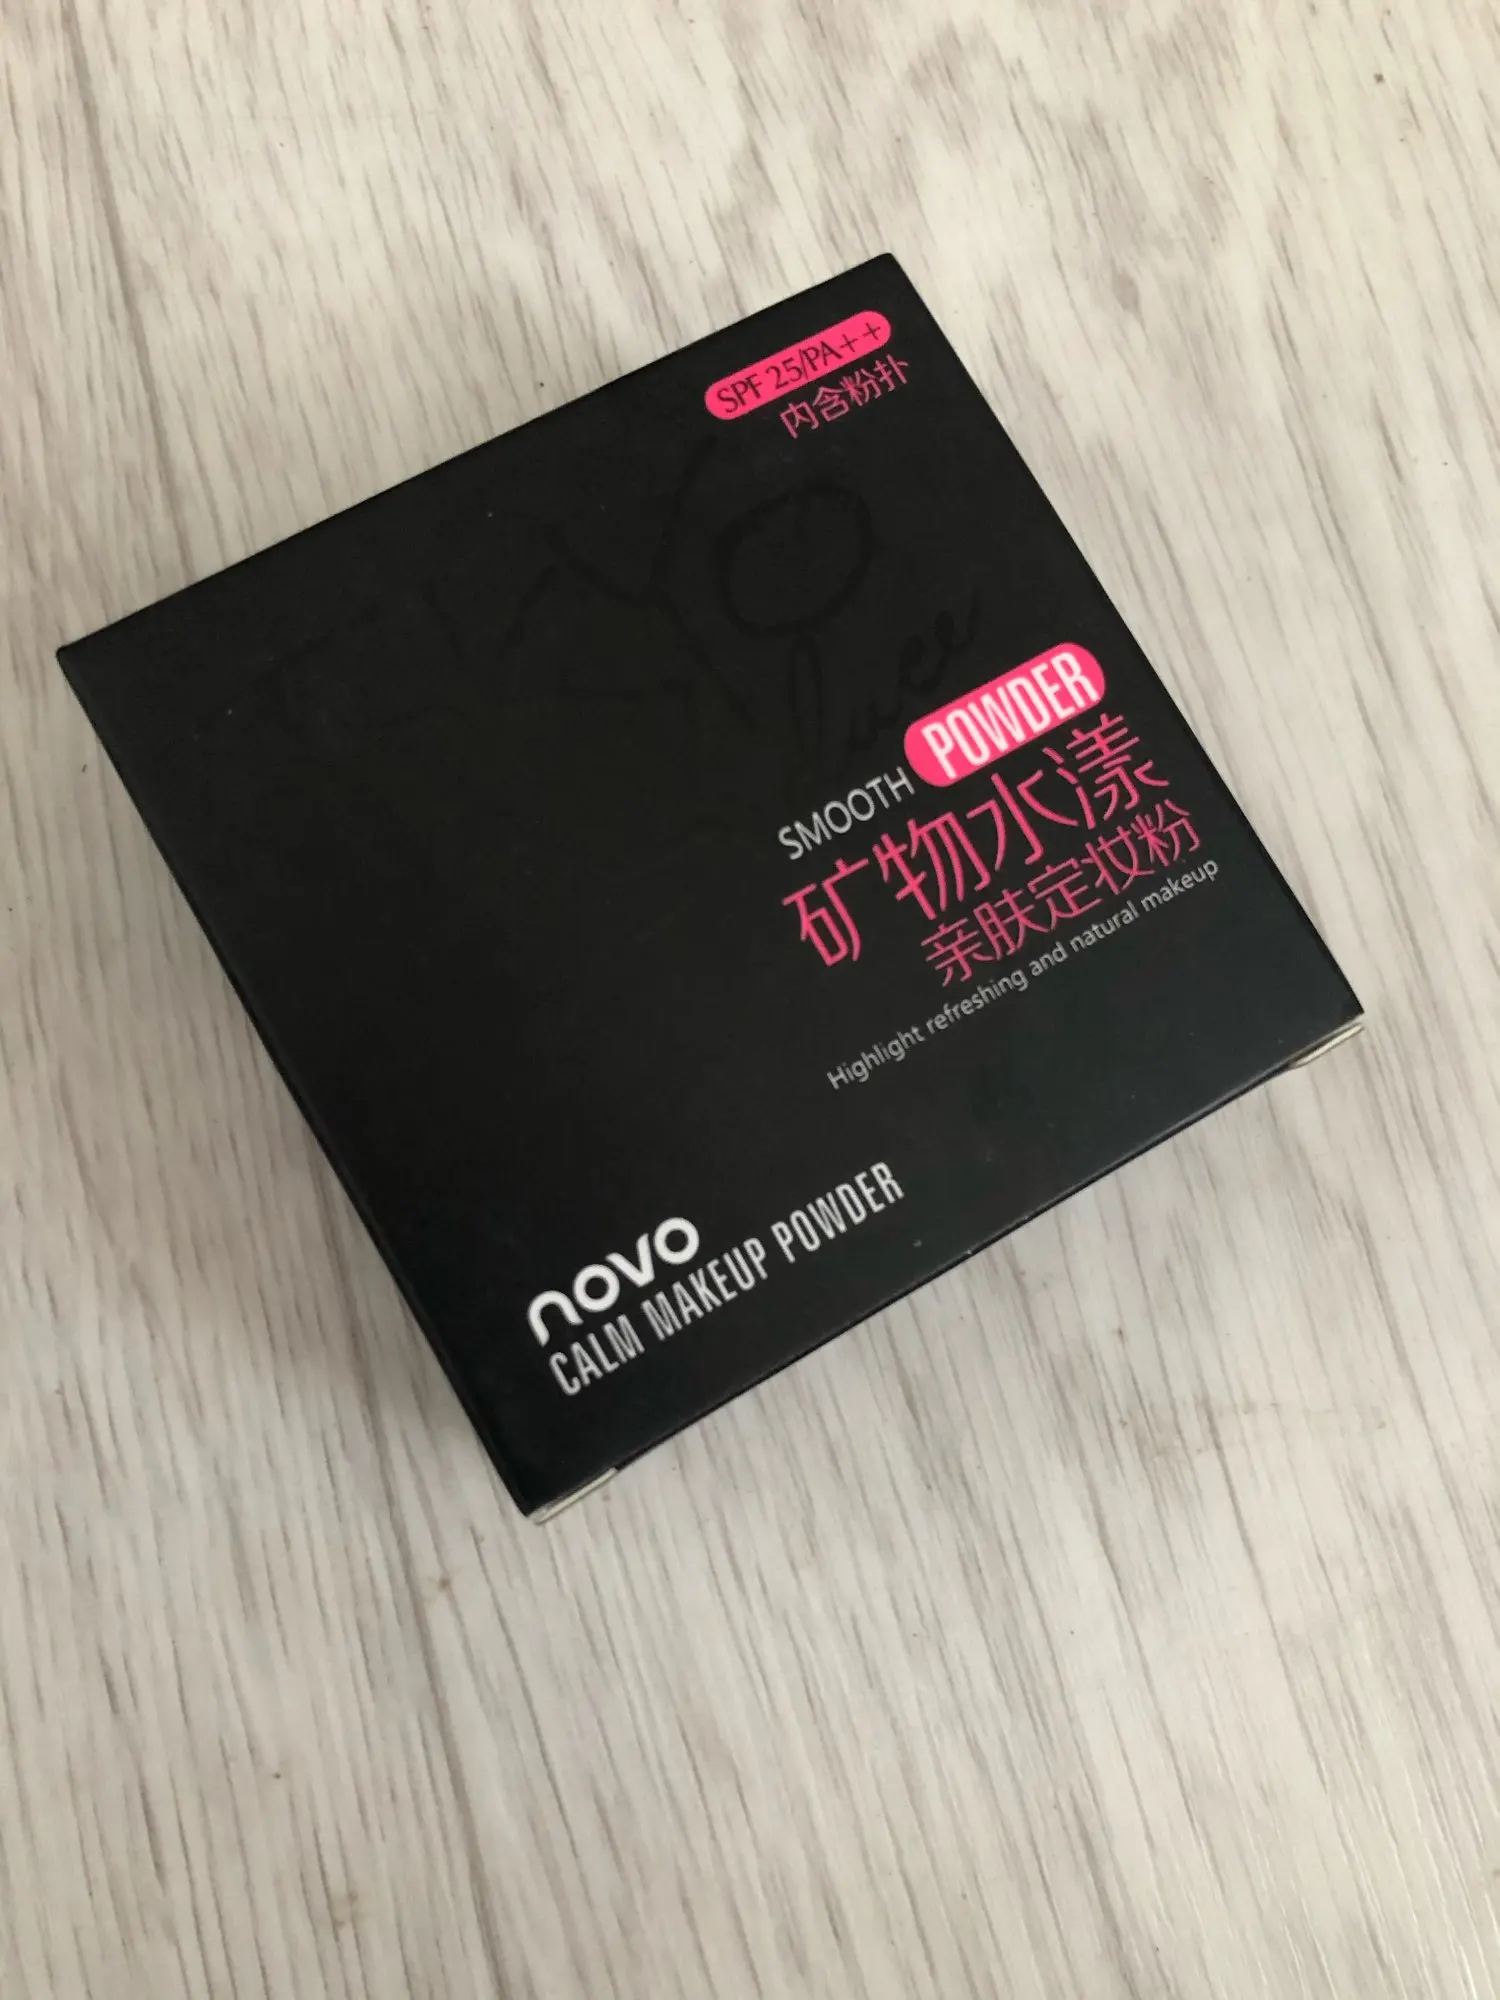 SPF 25/PA++
内含粉扑
luce
SMOOTH POWDER
矿物水漾
亲肤定妆粉
Highlight refreshing and natural makeup
novo
CALM MAKEUP POWDER